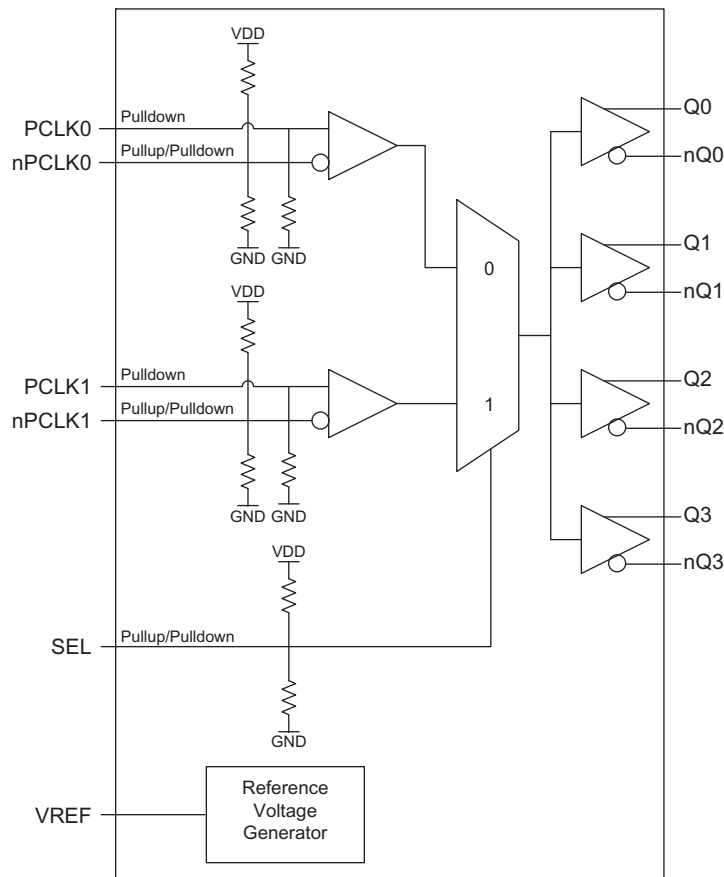 VDD
PCLK0
Pulldown
nPCLK0
Pullup/Pulldown
GND
GND
VDD
PCLK1
Pulldown
nPCLK1
Pullup/Pulldown
GND
GND
0
1
Q0
nQ0
Q1
nQ1
Q2
nQ2
Q3
nQ3
VDD
SEL
Pullup/Pulldown
GND
VREF
Reference
Voltage
Generator